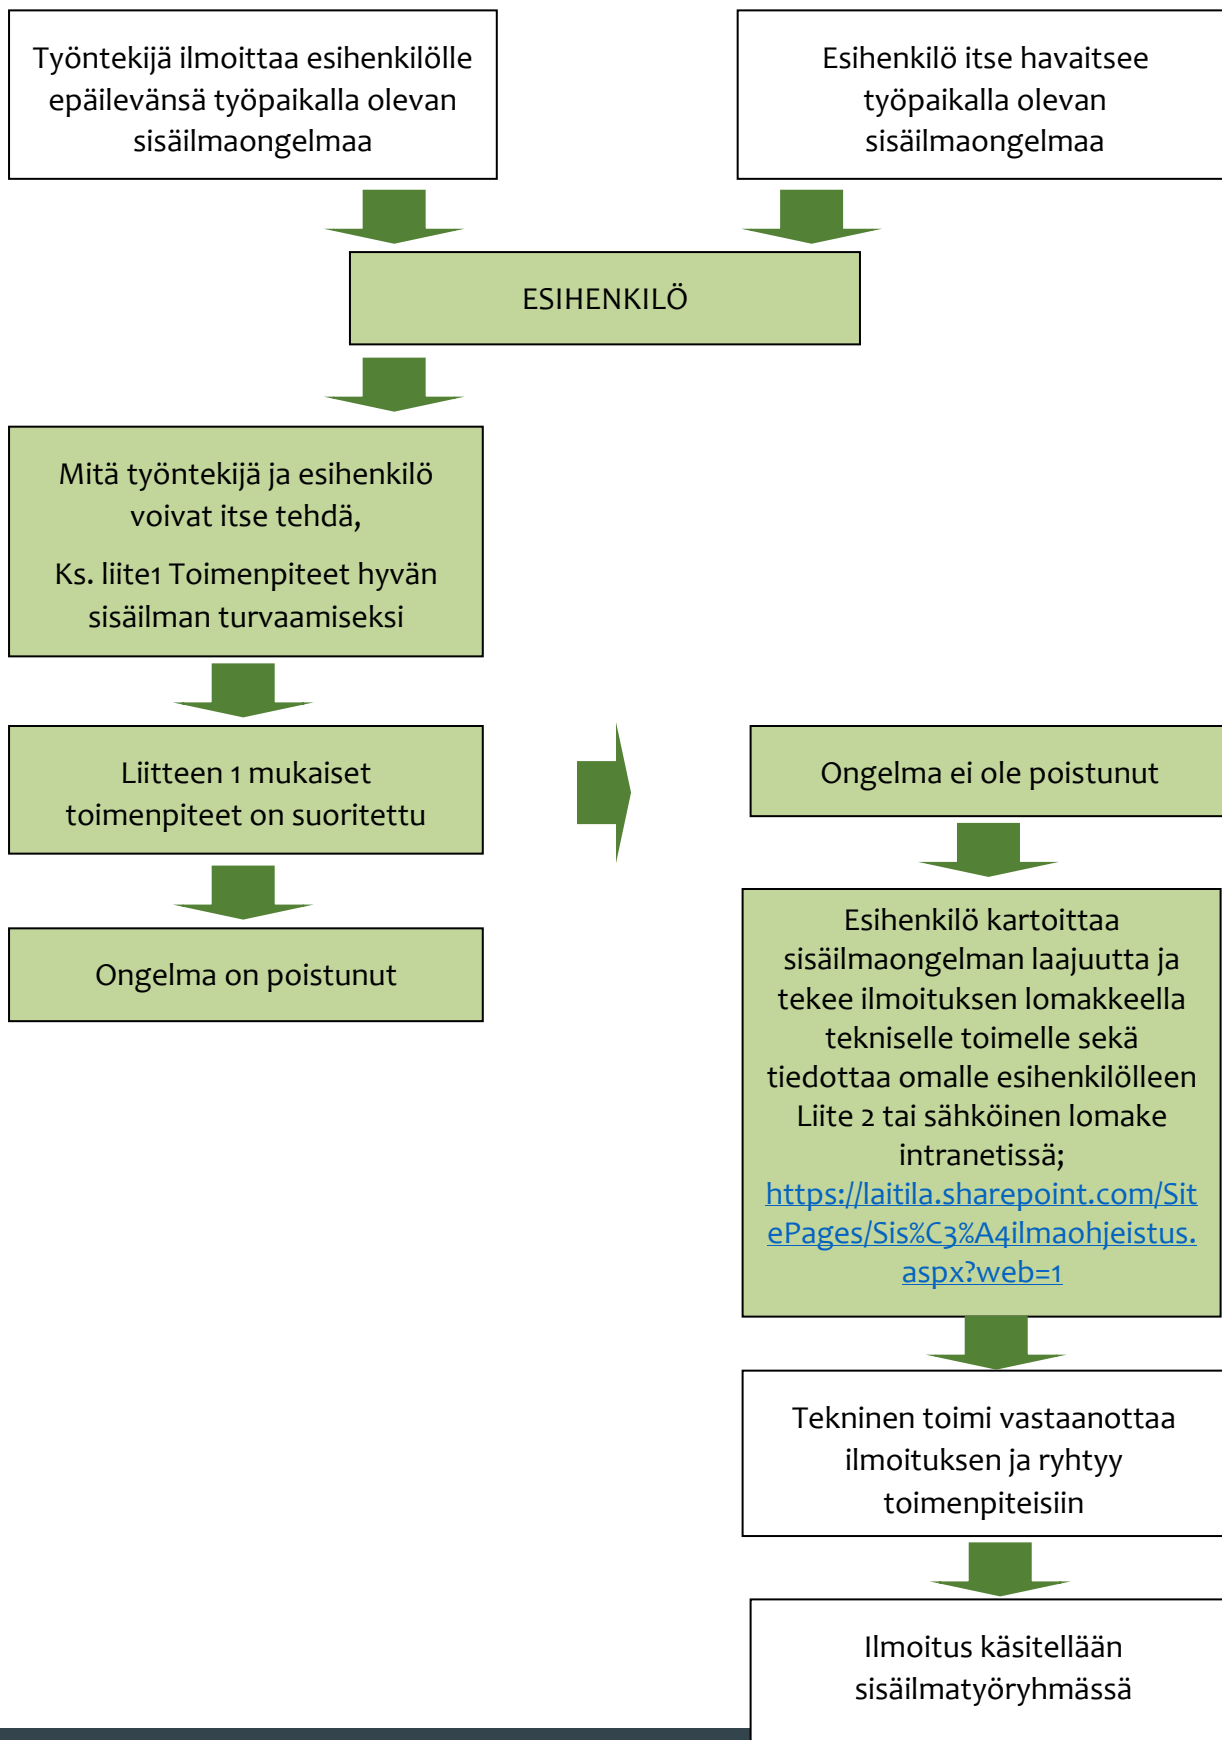 Työntekijä ilmoittaa esihenkilölle
epäilevänsä työpaikalla olevan
sisäilmaongelmaa
Esihenkilö itse havaitsee
työpaikalla olevan
sisäilmaongelmaa
ESIHENKILÖ
Mitä työntekijä ja esihenkilö
voivat itse tehdä,
Ks. liite1 Toimenpiteet hyvän
sisäilman turvaamiseksi
Liitteen 1 mukaiset
toimenpiteet on suoritettu
Ongelma on poistunut
Ongelma ei ole poistunut
Esihenkilö kartoittaa
sisäilmaongelman laajuutta ja
tekee ilmoituksen lomakkeella
tekniselle toimelle sekä
tiedottaa omalle esihenkilölleen
Liite 2 tai sähköinen lomake
intranetissä;
https://laitila.sharepoint.com/Sit
ePages/Sis%C3%A4ilmaohjeistus.
aspx?web=1
Tekninen toimi vastaanottaa
ilmoituksen ja ryhtyy
toimenpiteisiin
Ilmoitus käsitellään
sisäilmatyöryhmässä